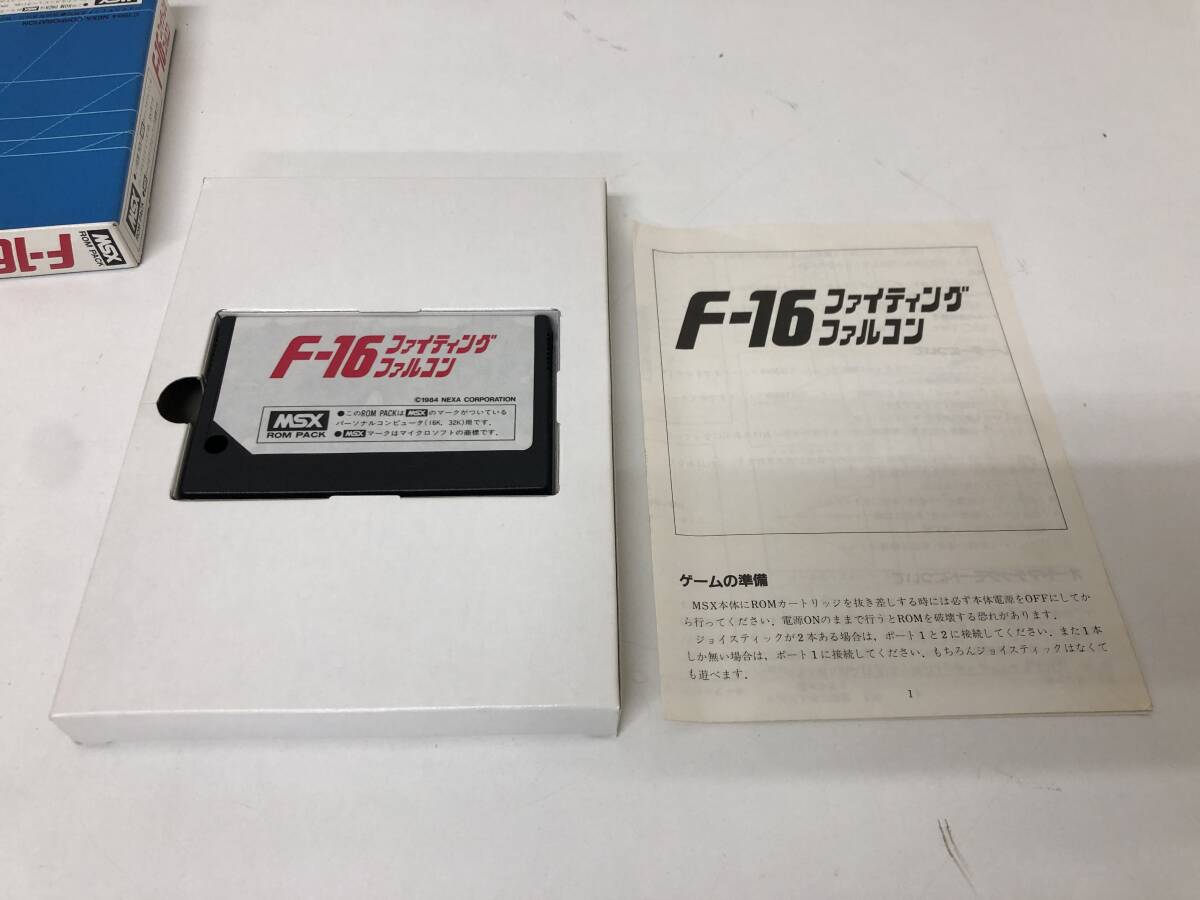 ©1984 NEXA CORPORATION
F-16
MSX
MSX
ROM PACK
F-16
F-16 ファイティング
ファルコン
©1984 NEXA CORPORATION
MSX
ROM PACK
●このROM PACKはMSXのマークがついている
パーソナルコンピュータ(16K, 32K)用です。
●MSXマークはマイクロソフトの商標です。
F-16 ファイティング
ファルコン
ゲームの準備
MSX本体にROMカートリッジを抜き差しする時には必ず本体電源をOFFにしてか
ら行ってください．電源ONのままで行うとROMを破壊する恐れがあります．
ジョイスティックが2本ある場合は，ポート1と2に接続してください．また1本
しか無い場合は，ポート1に接続してください．もちろんジョイスティックはなくて
も遊べます．
1